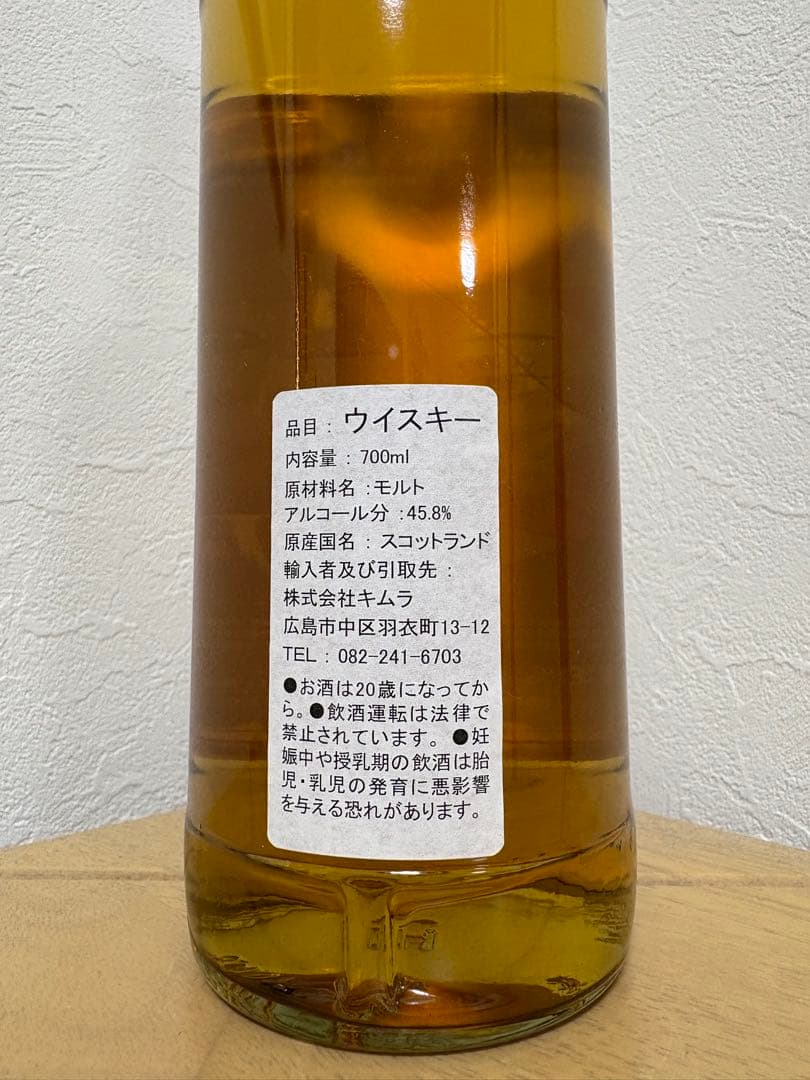 品目 : ウイスキー
内容量 : 700ml
原材料名 :モルト
アルコール分 :45.8%
原産国名 : スコットランド
輸入者及び引取先 :
株式会社キムラ
広島市中区羽衣町13-12
TEL : 082-241-6703
●お酒は20歳になってか
ら。●飲酒運転は法律で
禁止されています。●妊
娠中や授乳期の飲酒は胎
児・乳児の発育に悪影響
を与える恐れがあります。